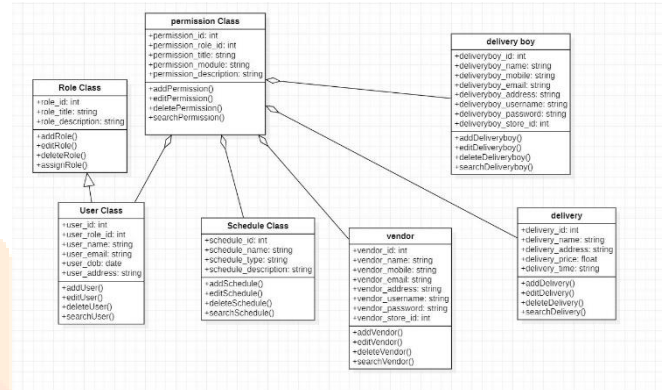 permission Class
+permission_id: int
+permission_role_id: int
+permission_title: string
+permission_module: string
+permission_description: string
+addPermission()
+editPermission()
+deletePermission()
+searchPermission()
delivery boy
+deliveryboy_id: int
+deliveryboy_name: string
+deliveryboy_mobile: string
+deliveryboy_email: string
+deliveryboy_address: string
+deliveryboy_username: string
+deliveryboy_password: string
+deliveryboy_store_id: int
+addDeliveryboy()
+editDeliveryboy()
+deleteDeliveryboy()
+searchDeliveryboy()
Role Class
+role_id: int
+role_title: string
+role_description: string
+addRole()
+editRole()
+deleteRole()
+assignRole()
User Class
+user_id: int
+user_role_id: int
+user_name: string
+user_email: string
+user_dob: date
+user_address: string
+addUser()
+editUser()
+deleteUser()
+searchUser()
Schedule Class
+schedule_id: int
+schedule_name: string
+schedule_type: string
+schedule_description: string
+addSchedule()
+editSchedule()
+deleteSchedule()
+searchSchedule()
vendor
+vendor_id: int
+vendor_name: string
+vendor_mobile: string
+vendor_email: string
+vendor_address: string
+vendor_username: string
+vendor_password: string
+vendor_store_id: int
+addVendor()
+editVendor()
+deleteVendor()
+searchVendor()
delivery
+delivery_id: int
+delivery_name: string
+delivery_address: string
+delivery_price: float
+delivery_time: string
+addDelivery()
+editDelivery()
+deleteDelivery()
+searchDelivery()